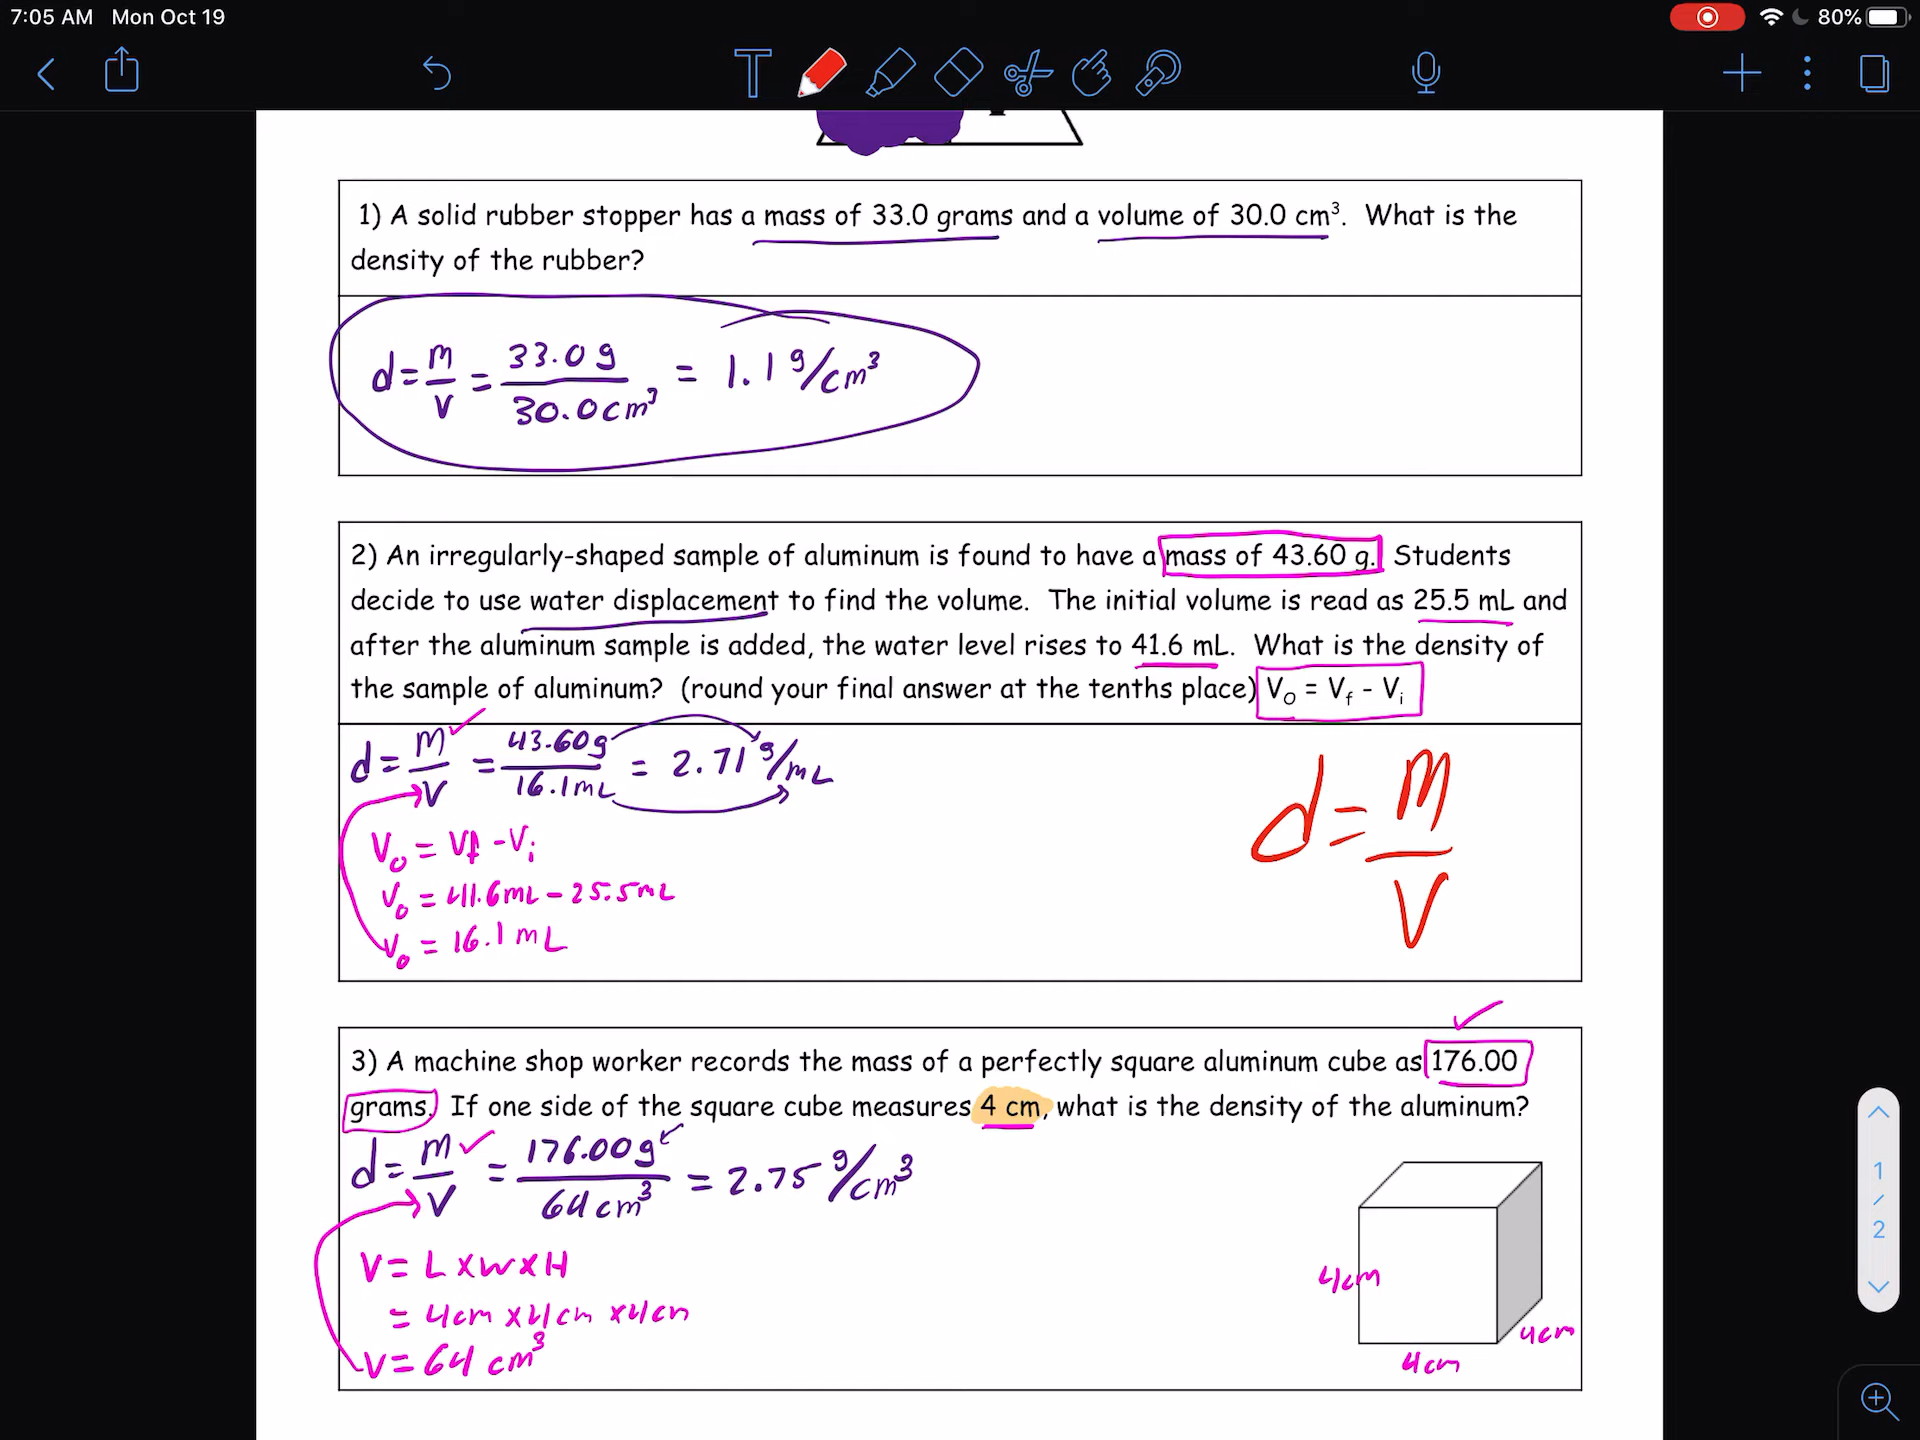 7:05 AM Mon Oct 19
80%
1) A solid rubber stopper has a mass of 33.0 grams and a volume of 30.0 cm³. What is the
density of the rubber?
d = m/v = 33.0 g / 30.0 cm³ = 1.1 g/cm³
2) An irregularly-shaped sample of aluminum is found to have a mass of 43.60 g. Students
decide to use water displacement to find the volume. The initial volume is read as 25.5 mL and
after the aluminum sample is added, the water level rises to 41.6 mL. What is the density of
the sample of aluminum? (round your final answer at the tenths place) Vo = Vf - Vi
d = m/V = 43.60g / 16.1mL = 2.71 g/mL
Vo = Vf - Vi
Vo = 41.6mL - 25.5mL
Vo = 16.1 mL
d = m/V
3) A machine shop worker records the mass of a perfectly square aluminum cube as 176.00
grams. If one side of the square cube measures 4 cm, what is the density of the aluminum?
d = m/V = 176.00g / 64cm³ = 2.75 g/cm³
V = L x W x H
= 4cm x 4cm x 4cm
V = 64 cm³
4cm
4cm
4cm
1
/
2